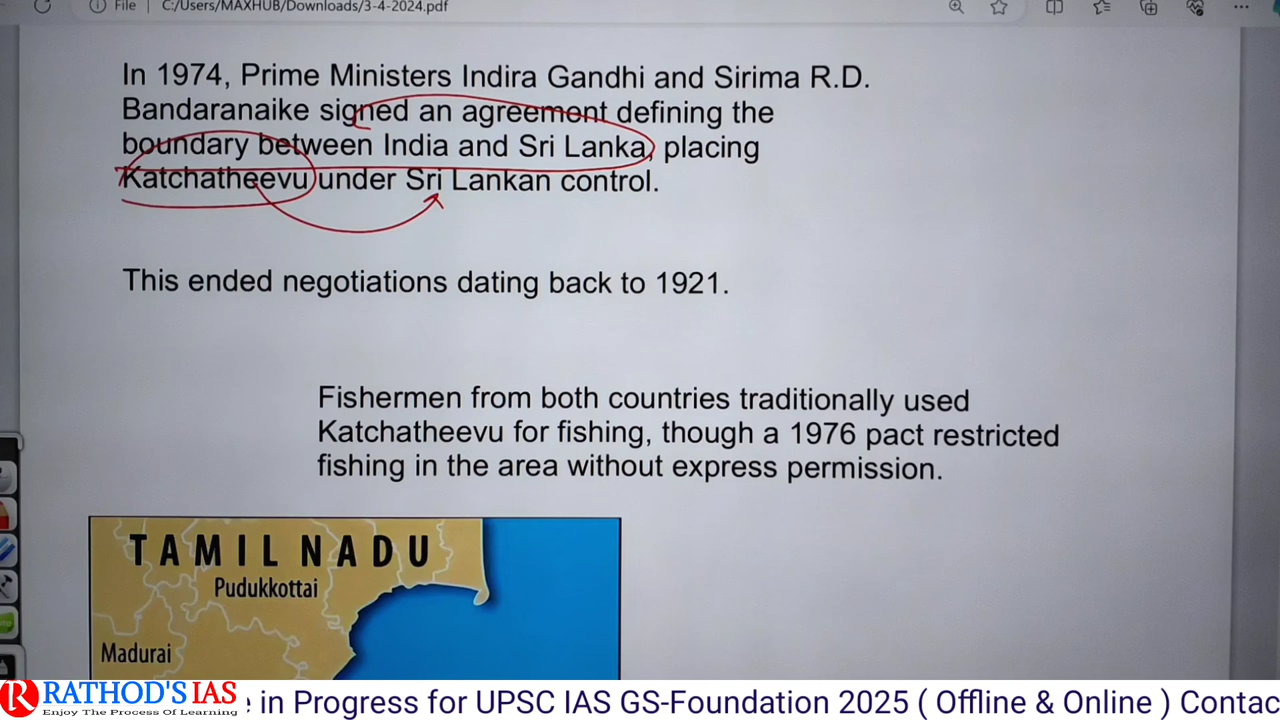 File
C:/Users/MAXHUB/Downloads/3-4-2024.pdf
In 1974, Prime Ministers Indira Gandhi and Sirima R.D.
Bandaranaike signed an agreement defining the
boundary between India and Sri Lanka, placing
Katchatheevu under Sri Lankan control.
This ended negotiations dating back to 1921.
Fishermen from both countries traditionally used
Katchatheevu for fishing, though a 1976 pact restricted
fishing in the area without express permission.
TAMIL NADU
Pudukkottai
Madurai
R RATHOD'S IAS
Enjoy The Process Of Learning
e in Progress for UPSC IAS GS-Foundation 2025 ( Offline & Online ) Contac